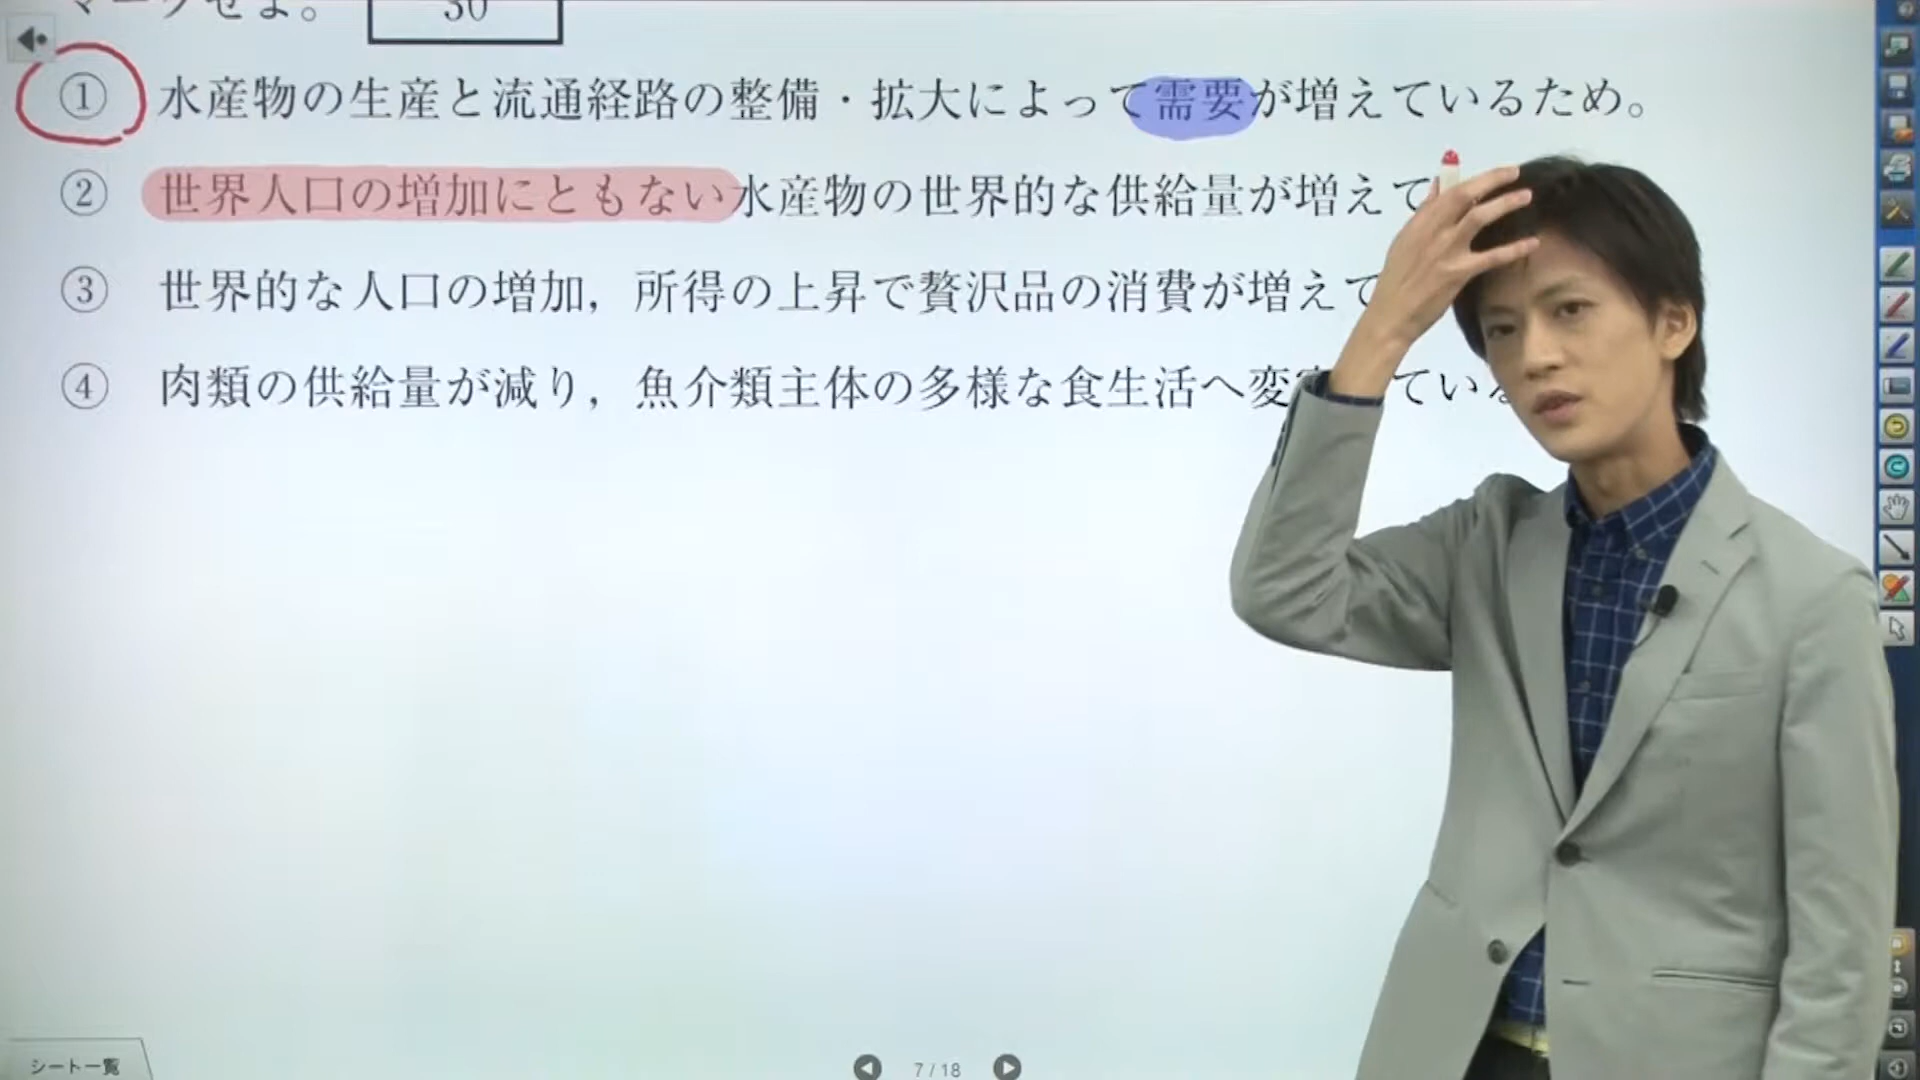 マークせよ。 30
① 水産物の生産と流通経路の整備・拡大によって需要が増えているため。
② 世界人口の増加にともない水産物の世界的な供給量が増えて
③ 世界的な人口の増加，所得の上昇で贅沢品の消費が増えて
④ 肉類の供給量が減り，魚介類主体の多様な食生活へ変 ている
シート一覧
7 / 18